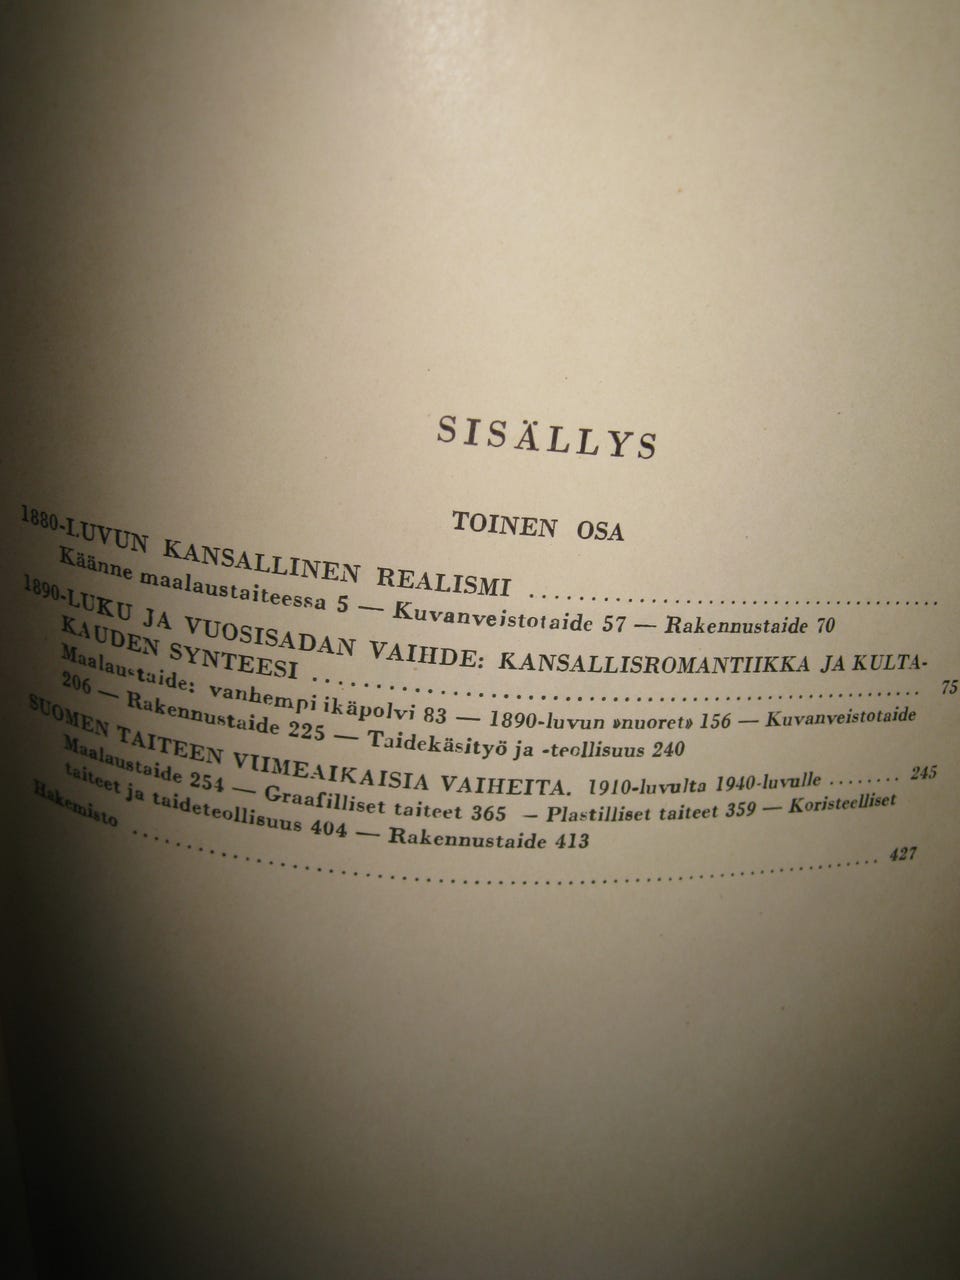 SISÄLLYS
TOINEN OSA
1880-LUVUN KANSALLINEN REALISMI ........................................
Käänne maalaustaiteessa 5 — Kuvanveistotaide 57 — Rakennustaide 70
1890-LUKU JA VUOSISADAN VAIHDE: KANSALLISROMANTIIKKA JA KULTA-
KAUDEN SYNTEESI ........................................ 75
Maalaustaide: vanhempi ikäpolvi 83 — 1890-luvun »nuoret» 156 — Kuvanveistotaide
206 — Rakennustaide 225 — Taidekäsityö ja -teollisuus 240
SUOMEN TAITEEN VIIMEAIKAISIA VAIHEITA. 1910-luvulta 1940-luvulle ........ 245
Maalaustaide 254 — Graafilliset taiteet 365 — Plastilliset taiteet 359 — Koristeelliset
taiteet ja taideteollisuus 404 — Rakennustaide 413
Hakemisto ........................................ 427